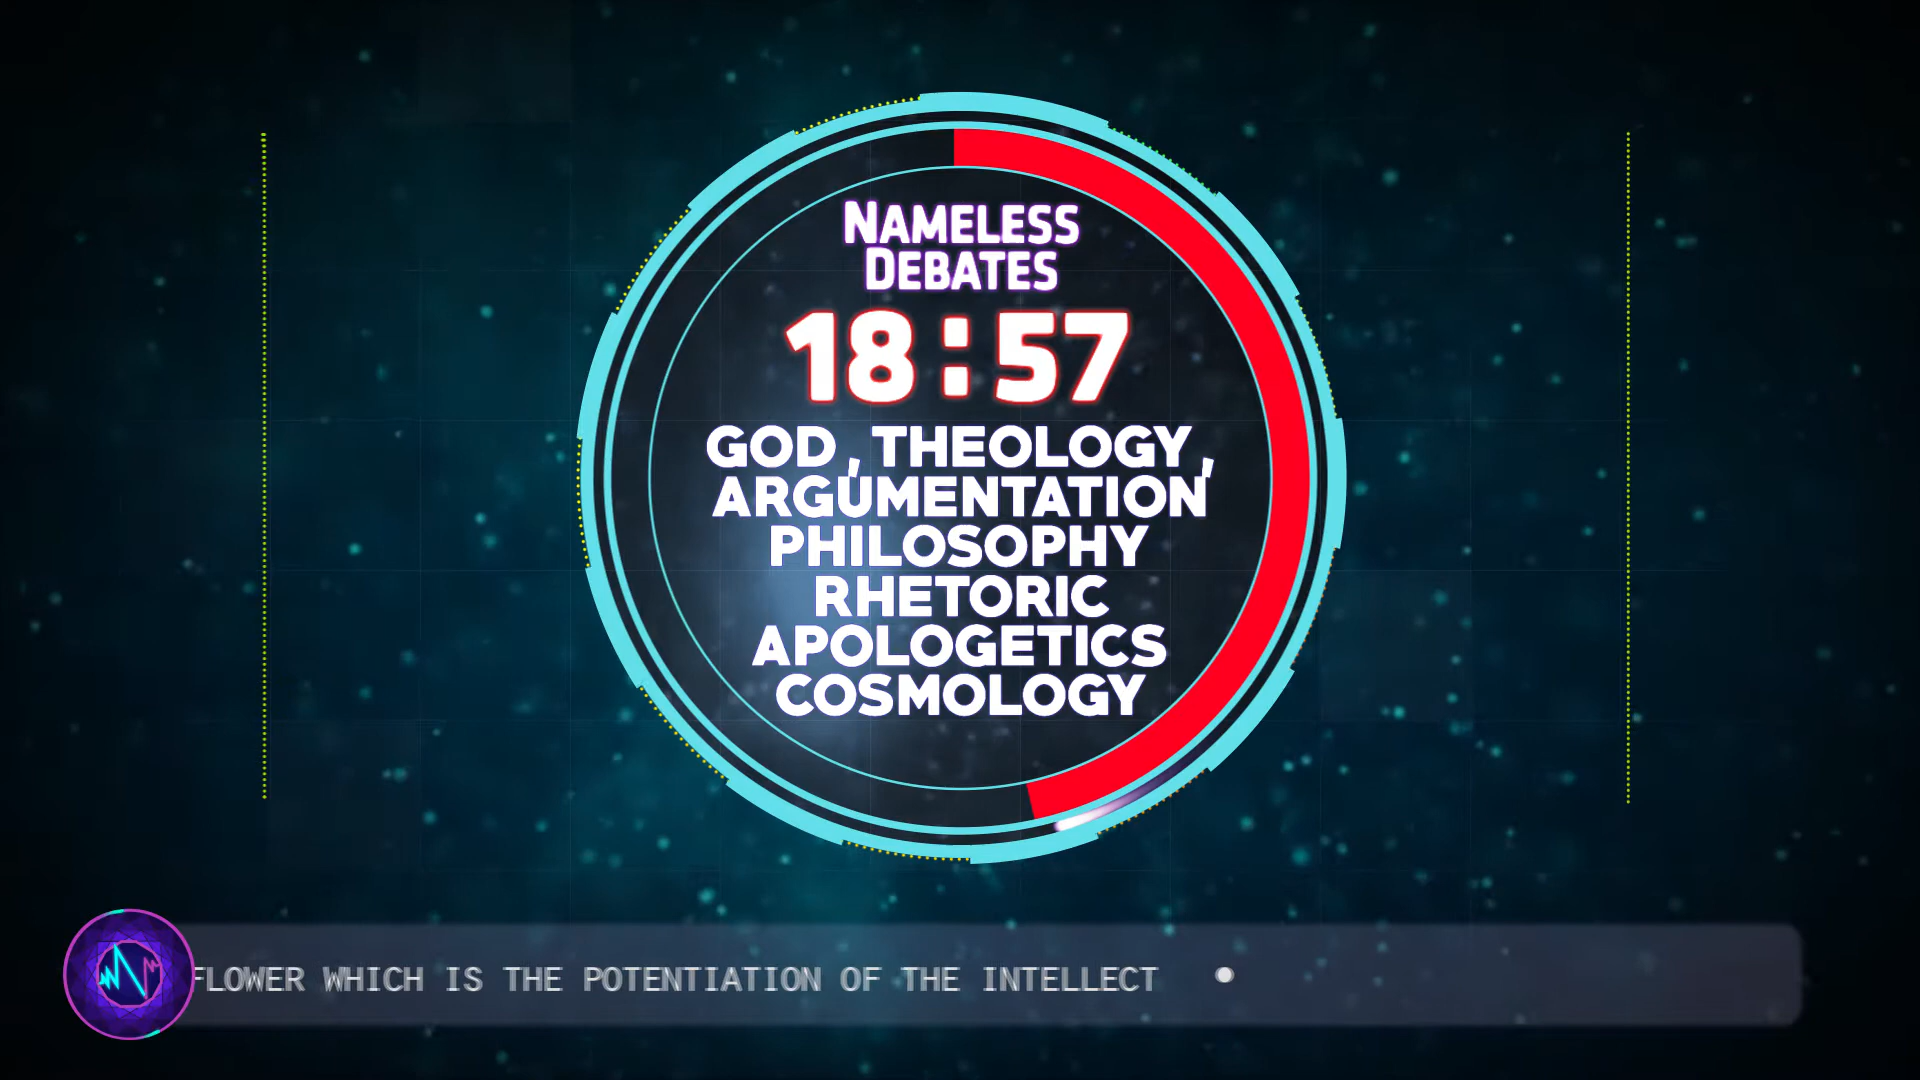 NAMELESS
DEBATES
18:57
GOD, THEOLOGY,
ARGUMENTATION
PHILOSOPHY
RHETORIC
APOLOGETICS
COSMOLOGY
FLOWER WHICH IS THE POTENTIATION OF THE INTELLECT